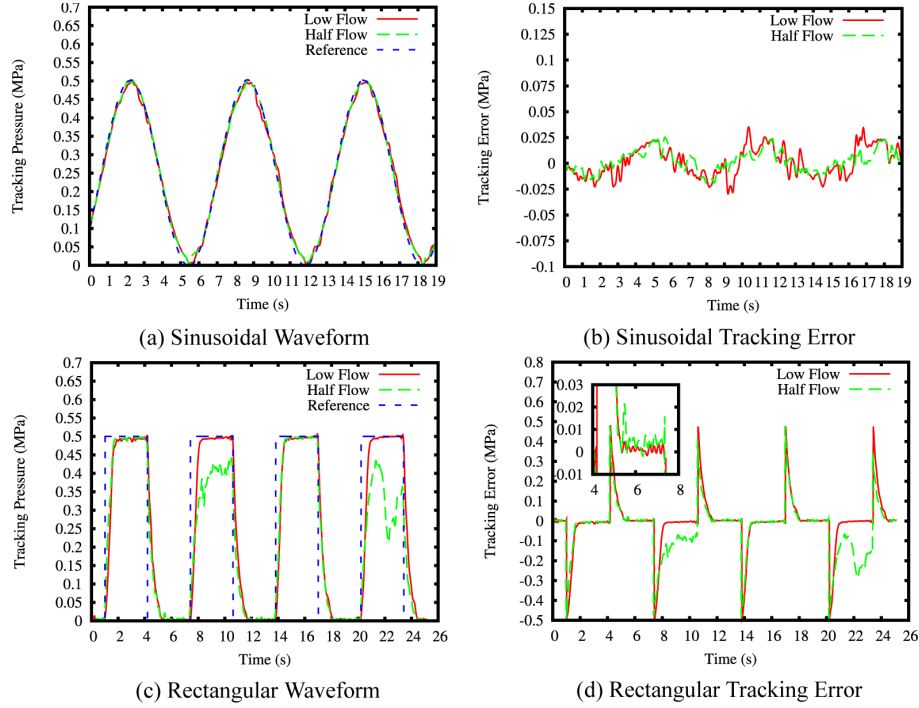 0.7
0.6
0.5
0.45
0.4
0.35
0.3
0.25
0.2
0.15
0.1
0.05
0
Tracking Pressure (MPa)
Low Flow
Half Flow
Reference
0 1 2 3 4 5 6 7 8 9 10 11 12 13 14 15 16 17 18 19
Time (s)
(a) Sinusoidal Waveform
0.15
0.125
0.1
0.075
0.05
0.025
0
-0.025
-0.05
-0.075
-0.1
Tracking Error (MPa)
Low Flow
Half Flow
0 1 2 3 4 5 6 7 8 9 10 11 12 13 14 15 16 17 18 19
Time (s)
(b) Sinusoidal Tracking Error
0.7
0.6
0.5
0.45
0.4
0.35
0.3
0.25
0.2
0.15
0.1
0.05
0
Tracking Pressure (MPa)
Low Flow
Half Flow
Reference
0 2 4 6 8 10 12 14 16 18 20 22 24 26
Time (s)
(c) Rectangular Waveform
0.8
0.7
0.6
0.5
0.4
0.3
0.2
0.1
0
-0.1
-0.2
-0.3
-0.4
-0.5
Tracking Error (MPa)
Low Flow
Half Flow
0.03
0.01
0
0.01
4 6 8
0 2 4 6 8 10 12 14 16 18 20 22 24 26
Time (s)
(d) Rectangular Tracking Error